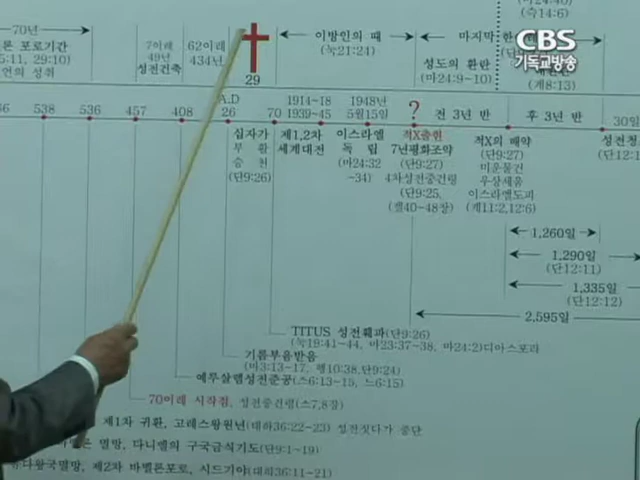 (눅24:40
(슥14:6)
CBS
기독교방송
70년
포로기간
5:11, 29:10)
언의 성취
7이레
49년
성전건축
62이레
434년
29
이방인의 때
(눅21:24)
마지막 한
성도의 환란
(마24:9~10)
(계8:13)
538
536
457
408
A.D
26
70
1914~18
1939~45
1948년
5월15일
?
전 3년 반
후 3년 반
30일
십자가
부 활
승 천
(단9:26)
제1,2차
세계대전
이스라엘
독 립
(마24:32
~34)
적X출현
7년평화조약
(단9:27)
4차성전중건령
(단9:25,
(겔40~48장)
적X의 배약
(단9:27)
미운물건
우상세움
이스라엘도피
(계11:2,12:6)
성전청
(단12:1
1,260일
1,290일
(단12:11)
1,335일
(단12:12)
2,595일
TITUS 성전훼파(단9:26)
(눅19:41~44, 마23:37~38, 마24:2)디아스포라
기름부음받음
(마3:13~17, 행10:38,단9:24)
예루살렘성전준공(스6:13~15, 느6:15)
70이레 시작점, 성전중건령(스7,8장)
제1차 귀환, 고레스왕원년(대하36:22~23) 성전짓다가 중단
벨론 멸망, 다니엘의 구국금식기도(단9:1~19)
다왕국멸망, 제2차 바벨론포로, 시드기야(대하36:11~21)